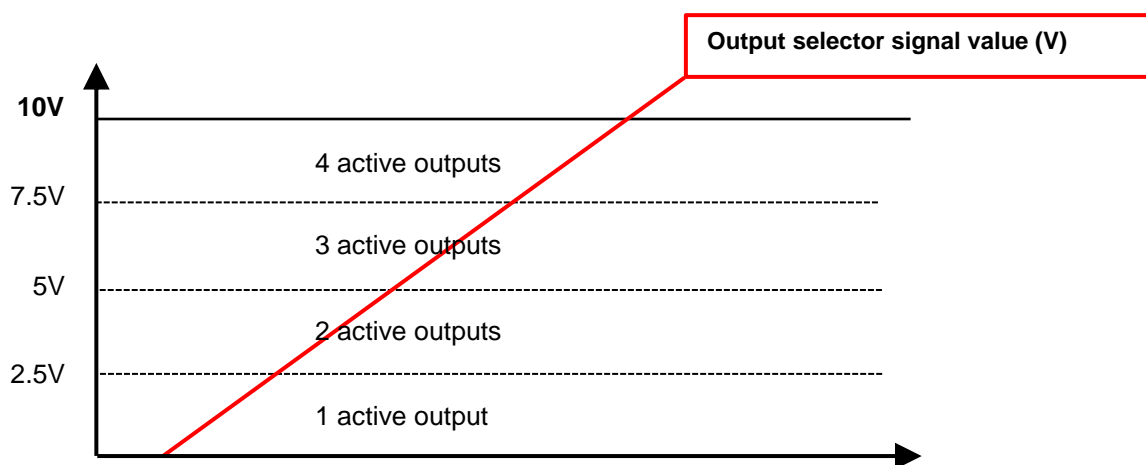 Output selector signal value (V)
10V
4 active outputs
7.5V
3 active outputs
5V
2 active outputs
2.5V
1 active output